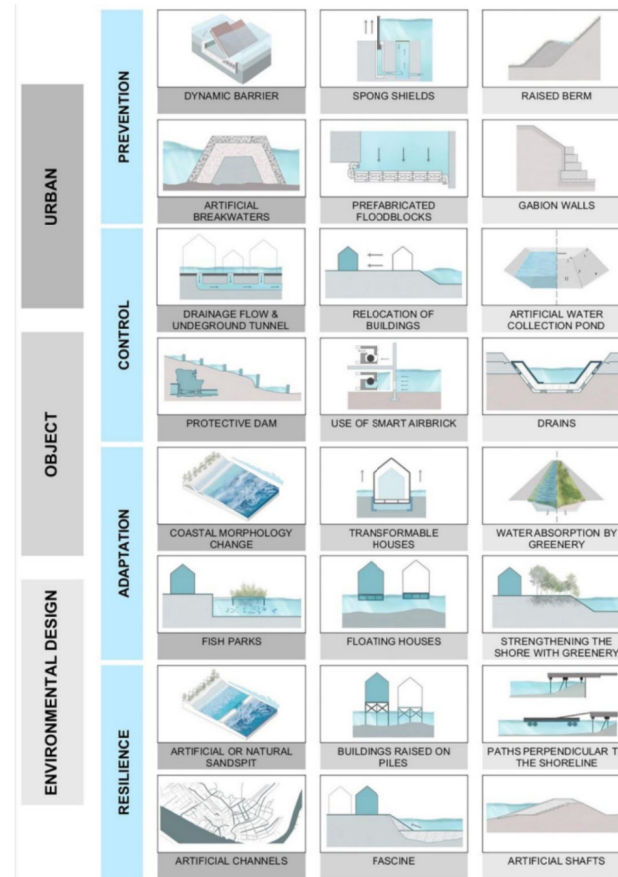 URBAN
OBJECT
ENVIRONMENTAL DESIGN
PREVENTION
DYNAMIC BARRIER
SPONG SHIELDS
RAISED BERM
ARTIFICIAL
BREAKWATERS
PREFABRICATED
FLOODBLOCKS
GABION WALLS
CONTROL
DRAINAGE FLOW &
UNDEGROUND TUNNEL
RELOCATION OF
BUILDINGS
ARTIFICIAL WATER
COLLECTION POND
PROTECTIVE DAM
USE OF SMART AIRBRICK
DRAINS
ADAPTATION
COASTAL MORPHOLOGY
CHANGE
TRANSFORMABLE
HOUSES
WATER ABSORPTION BY
GREENERY
FISH PARKS
FLOATING HOUSES
STRENGTHENING THE
SHORE WITH GREENERY
RESILIENCE
ARTIFICIAL OR NATURAL
SANDSPIT
BUILDINGS RAISED ON
PILES
PATHS PERPENDICULAR T
THE SHORELINE
ARTIFICIAL CHANNELS
FASCINE
ARTIFICIAL SHAFTS